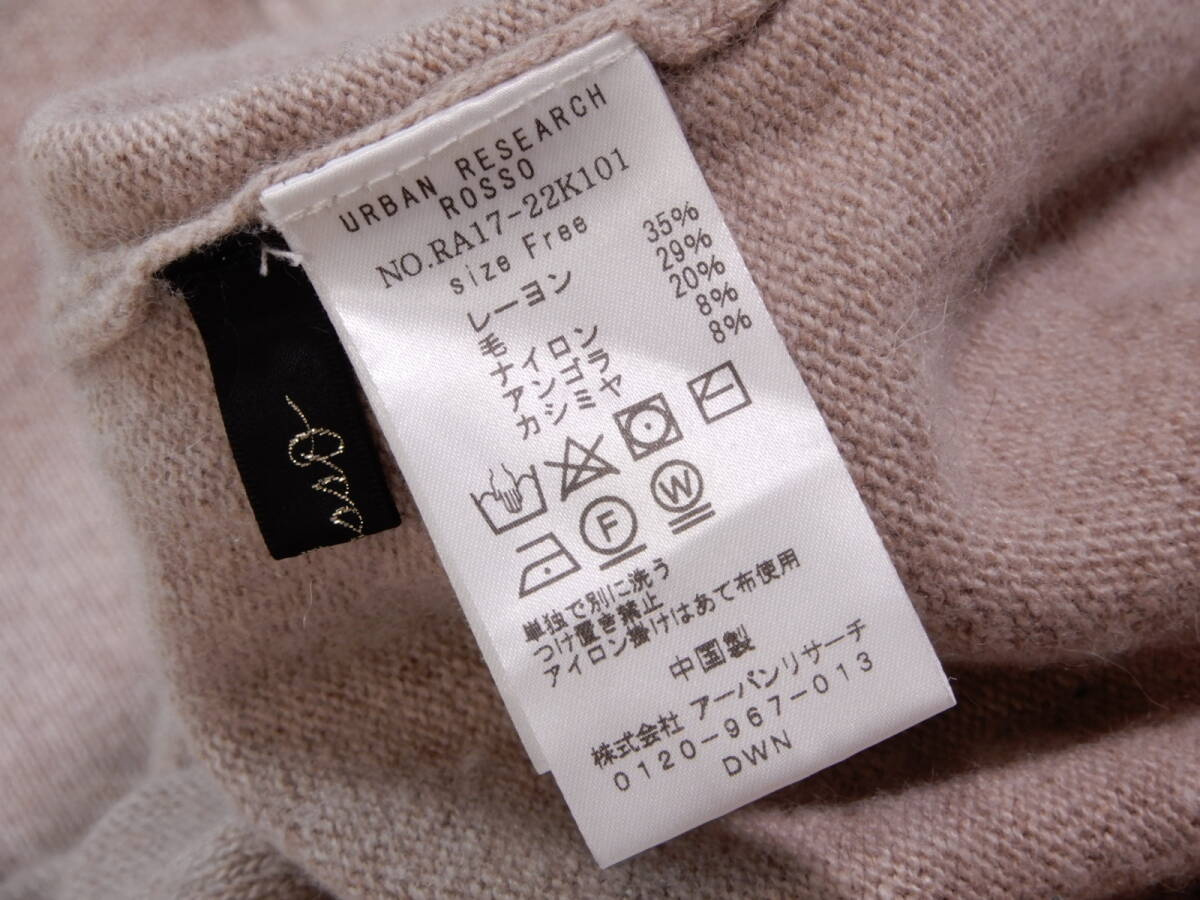 URBAN RESEARCH
ROSSO
NO.RA17-22K101
size Free
レーヨン 35%
毛 29%
ナイロン 20%
アンゴラ 8%
カシミヤ 8%
F W
単独で別に洗う
つけ置き禁止
アイロン掛けはあて布使用
中国製
株式会社 アーバンリサーチ
0120-967-013
DWN